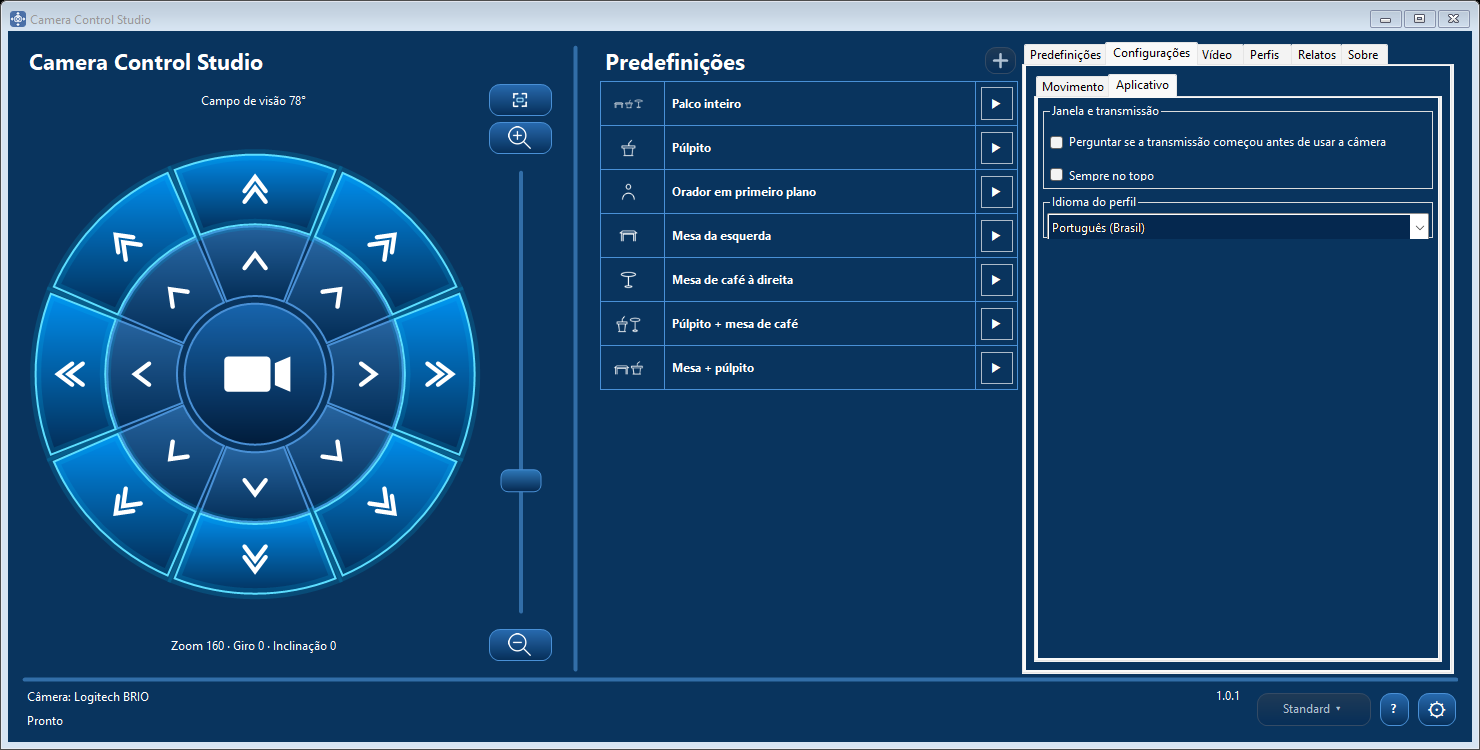 Camera Control Studio
Camera Control Studio
Campo de visão 78°
Zoom 160 · Giro 0 · Inclinação 0
Predefinições
+
Palco inteiro
Púlpito
Orador em primeiro plano
Mesa da esquerda
Mesa de café à direita
Púlpito + mesa de café
Mesa + púlpito
Predefinições Configurações Vídeo Perfis Relatos Sobre
Movimento Aplicativo
Janela e transmissão
Perguntar se a transmissão começou antes de usar a câmera
Sempre no topo
Idioma do perfil
Português (Brasil)
Câmera: Logitech BRIO
Pronto
1.0.1
Standard
?